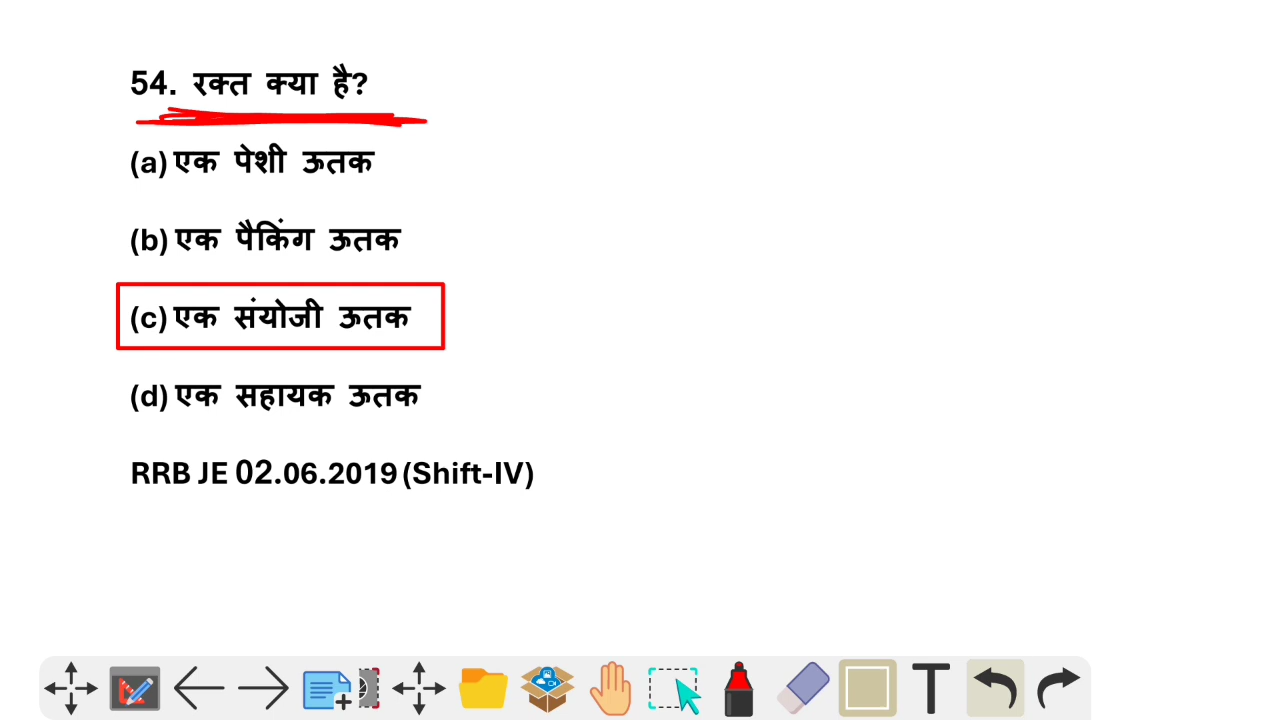 54. रक्त क्या है?
(a) एक पेशी ऊतक
(b) एक पैकिंग ऊतक
(c) एक संयोजी ऊतक
(d) एक सहायक ऊतक
RRB JE 02.06.2019 (Shift-IV)